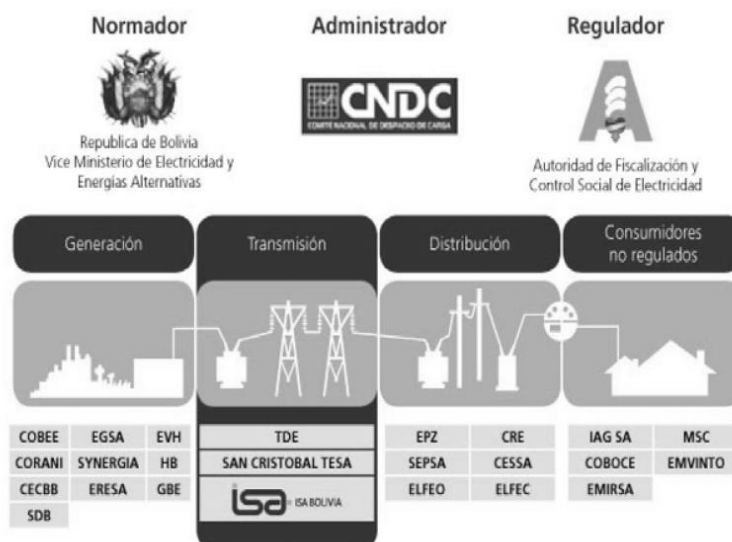 Normador
Administrador
Regulador
CNDC
COMITÉ NACIONAL DE DESPACHO DE CARGA
A
Republica de Bolivia
Vice Ministerio de Electricidad y
Energías Alternativas
Autoridad de Fiscalización y
Control Social de Electricidad
Generación
Transmisión
Distribución
Consumidores
no regulados
COBEE EGSA EVH
CORANI SYNERGIA HB
CECBB ERESA GBE
SDB
TDE
SAN CRISTOBAL TESA
isa ISA BOLIVIA
EPZ CRE
SEPSA CESSA
ELFEO ELFEC
IAG SA MSC
COBOCE EMVINTO
EMIRSA